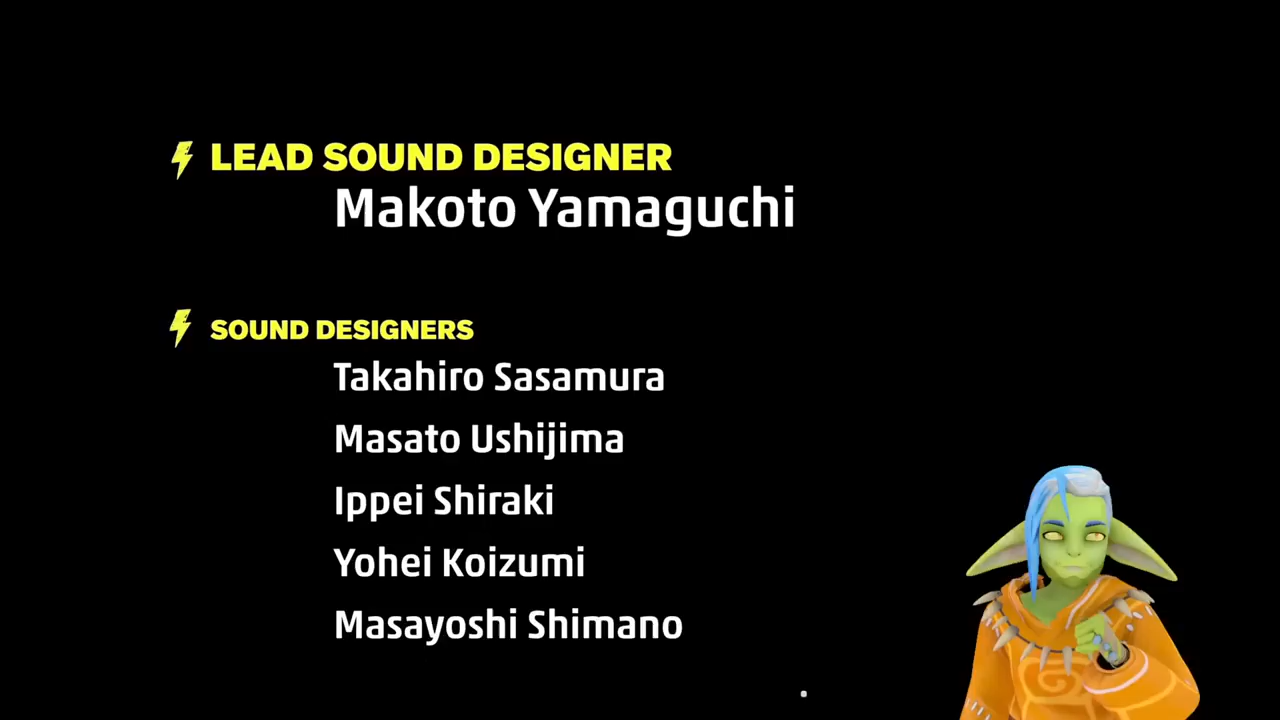 LEAD SOUND DESIGNER
Makoto Yamaguchi
SOUND DESIGNERS
Takahiro Sasamura
Masato Ushijima
Ippei Shiraki
Yohei Koizumi
Masayoshi Shimano